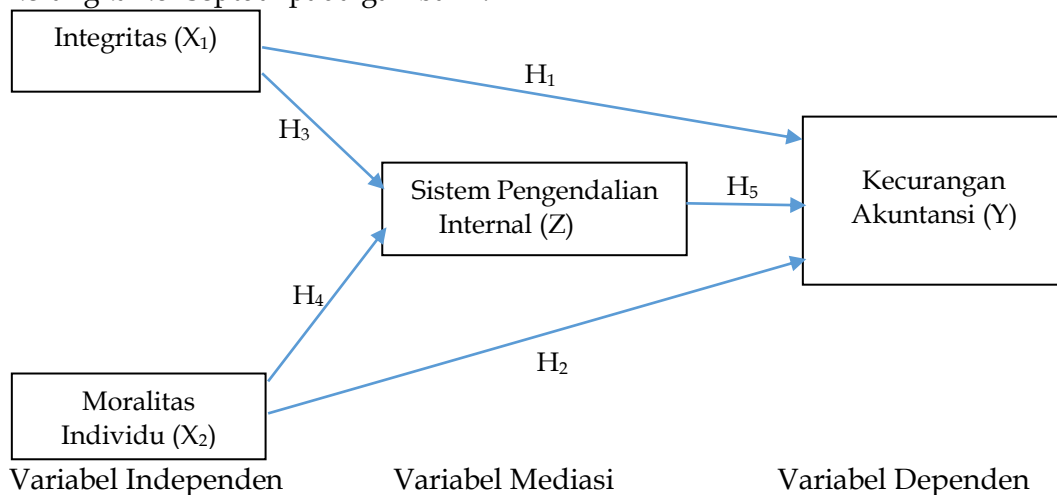 Integritas (X₁)
H₁
H₃
Sistem Pengendalian
Internal (Z)
H₅
Kecurangan
Akuntansi (Y)
H₄
H₂
Moralitas
Individu (X₂)
Variabel Independen
Variabel Mediasi
Variabel Dependen